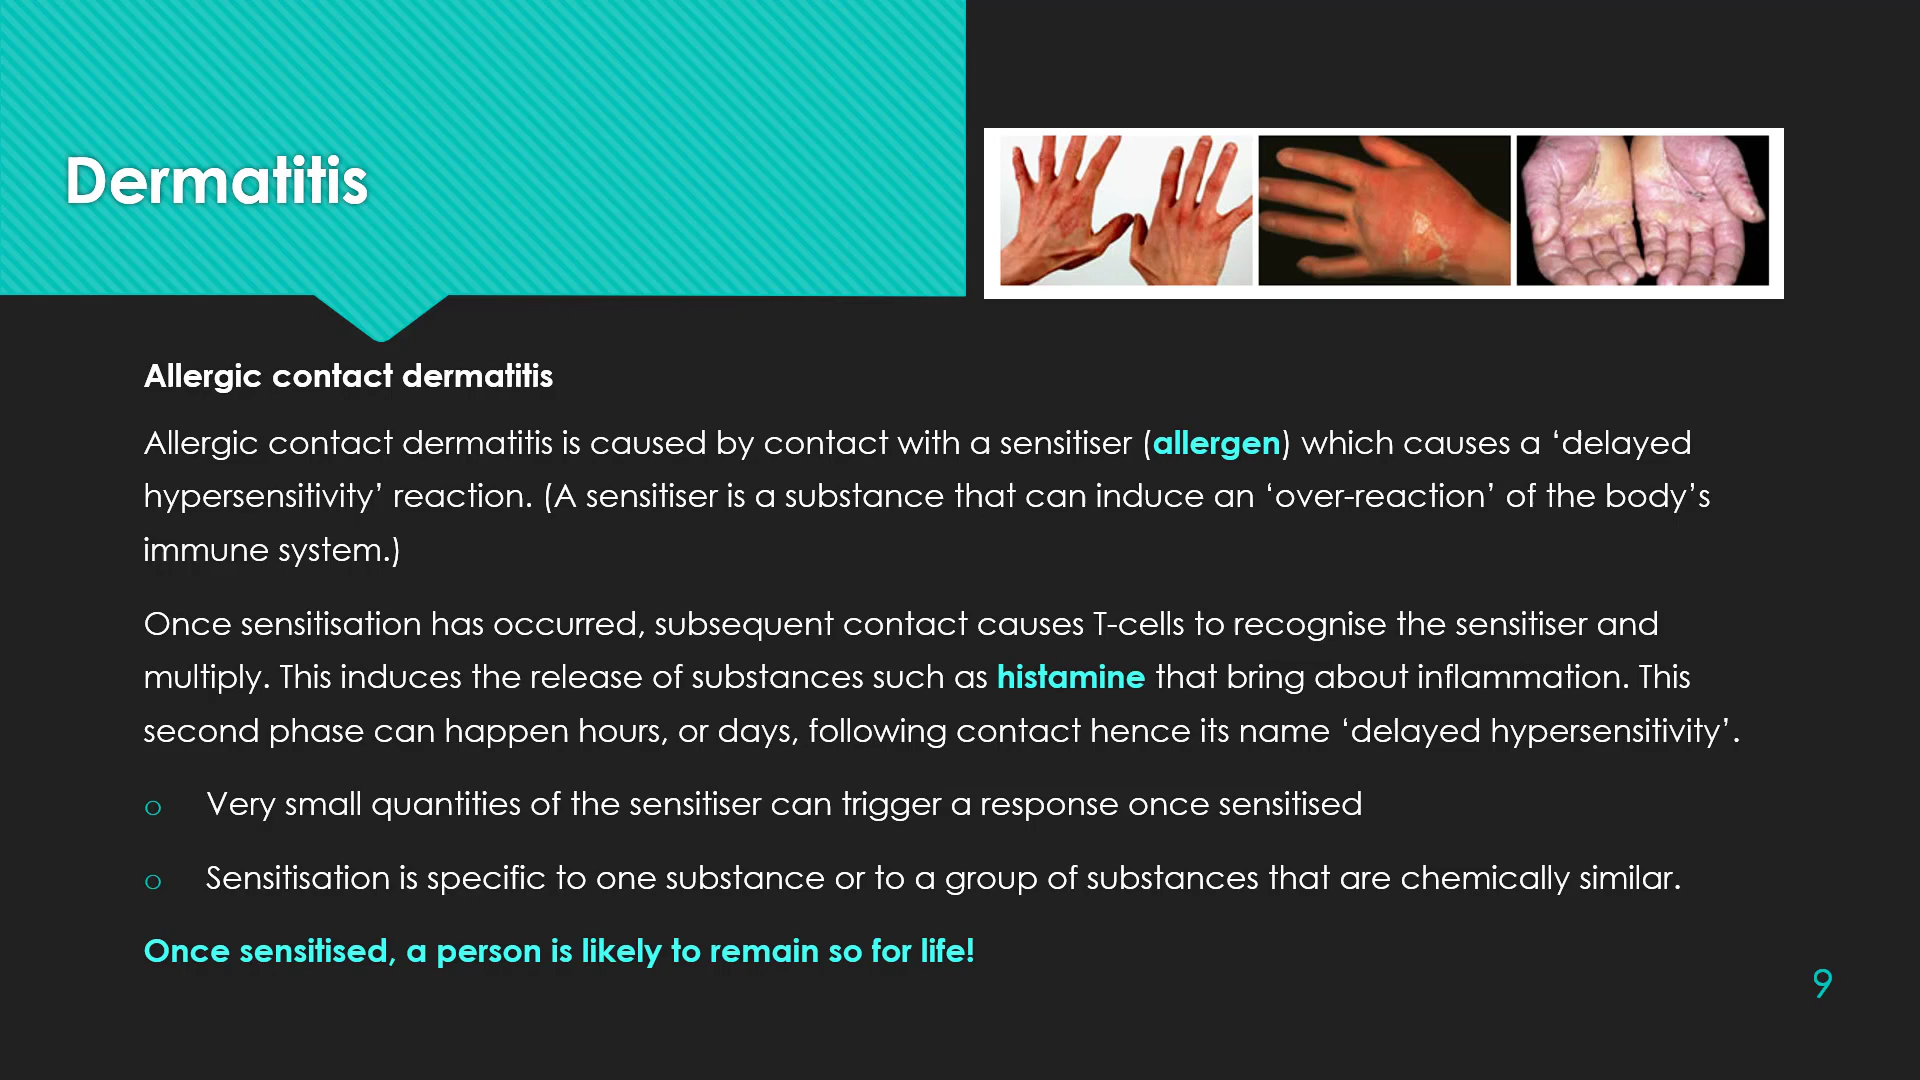 Dermatitis
Allergic contact dermatitis
Allergic contact dermatitis is caused by contact with a sensitiser (allergen) which causes a ‘delayed
hypersensitivity’ reaction. (A sensitiser is a substance that can induce an ‘over-reaction’ of the body’s
immune system.)
Once sensitisation has occurred, subsequent contact causes T-cells to recognise the sensitiser and
multiply. This induces the release of substances such as histamine that bring about inflammation. This
second phase can happen hours, or days, following contact hence its name ‘delayed hypersensitivity’.
o Very small quantities of the sensitiser can trigger a response once sensitised
o Sensitisation is specific to one substance or to a group of substances that are chemically similar.
Once sensitised, a person is likely to remain so for life!
9